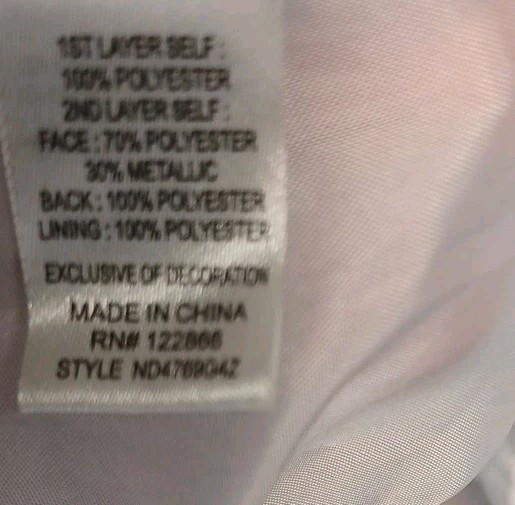 1ST LAYER SELF:
100% POLYESTER
2ND LAYER SELF:
FACE: 70% POLYESTER
30% METALLIC
BACK: 100% POLYESTER
LINING: 100% POLYESTER
EXCLUSIVE OF DECORATION
MADE IN CHINA
RN# 122866
STYLE